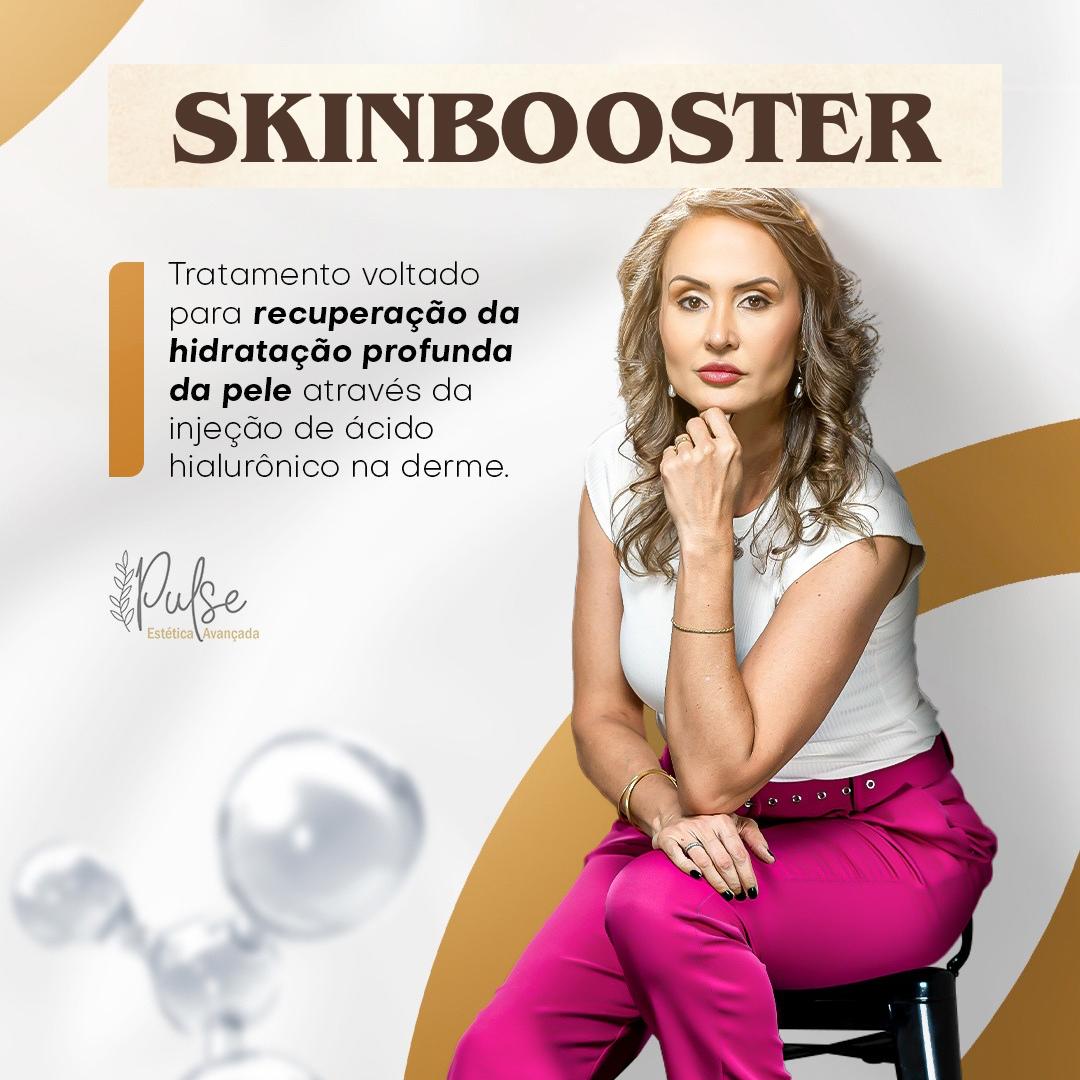 SKINBOOSTER
Tratamento voltado
para recuperação da
hidratação profunda
da pele através da
injeção de ácido
hialurônico na derme.
Pulse
Estética Avançada